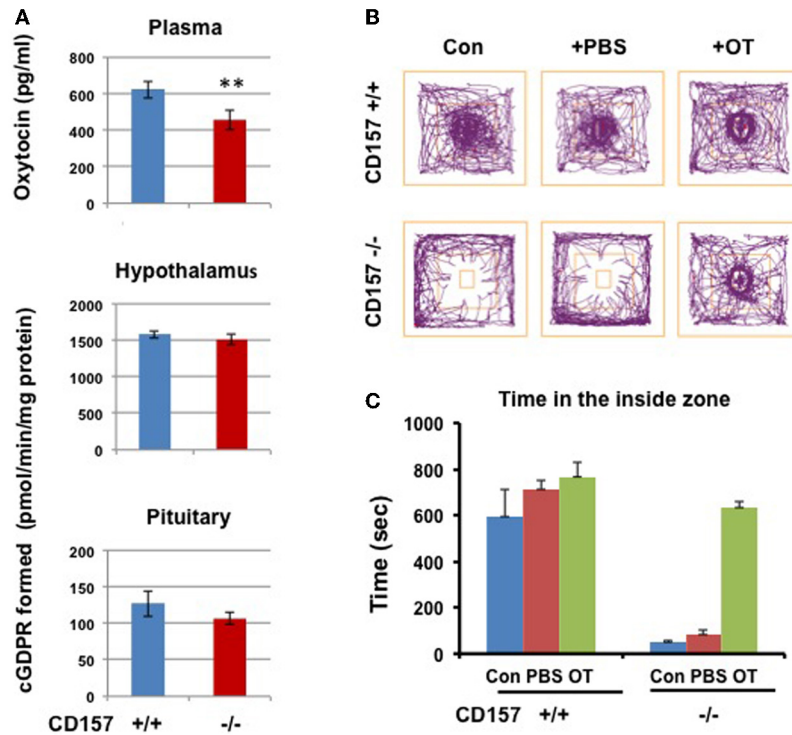 A
Plasma
Oxytocin (pg/ml)
800
600
400
200
0
**
Hypothalamus
2000
1500
1000
500
0
cGDPR formed (pmol/min/mg protein)
Pituitary
200
150
100
50
0
CD157 +/+ -/-
B
Con +PBS +OT
CD157 +/+
CD157 -/-
C
Time in the inside zone
Time (sec)
1000
800
600
400
200
0
Con PBS OT Con PBS OT
CD157 +/+ -/-